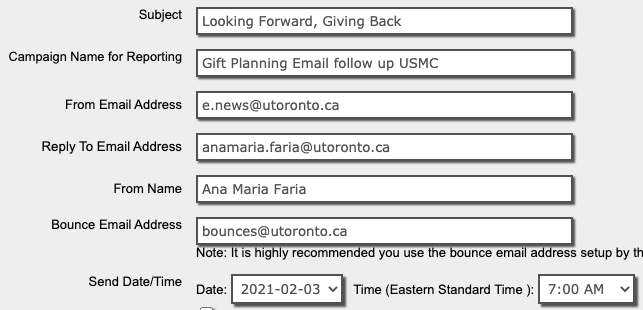 Subject Looking Forward, Giving Back
Campaign Name for Reporting Gift Planning Email follow up USMC
From Email Address e.news@utoronto.ca
Reply To Email Address anamaria.faria@utoronto.ca
From Name Ana Maria Faria
Bounce Email Address bounces@utoronto.ca
Note: It is highly recommended you use the bounce email address setup by th
Send Date/Time Date: 2021-02-03 Time (Eastern Standard Time ): 7:00 AM